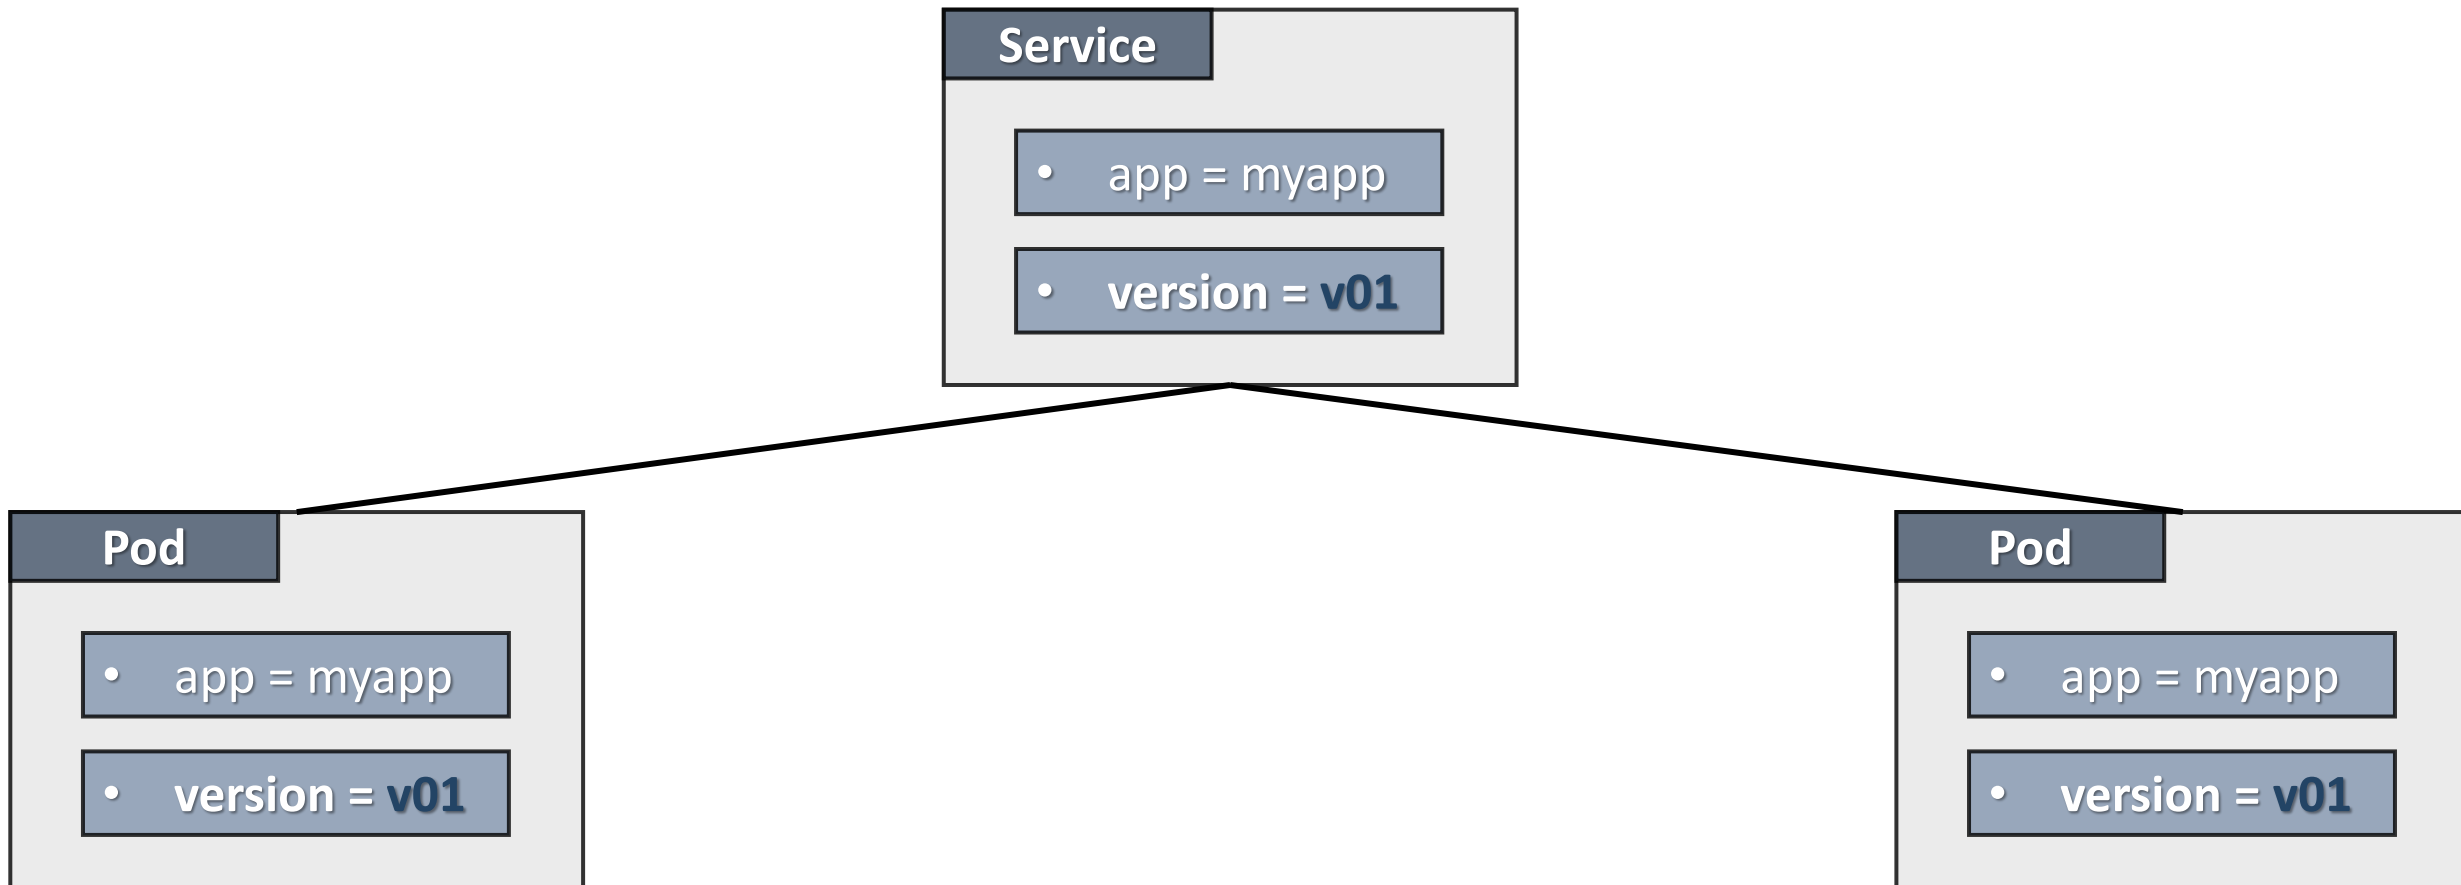 Service
• app = myapp
• version = v01
Pod
• app = myapp
• version = v01
Pod
• app = myapp
• version = v01